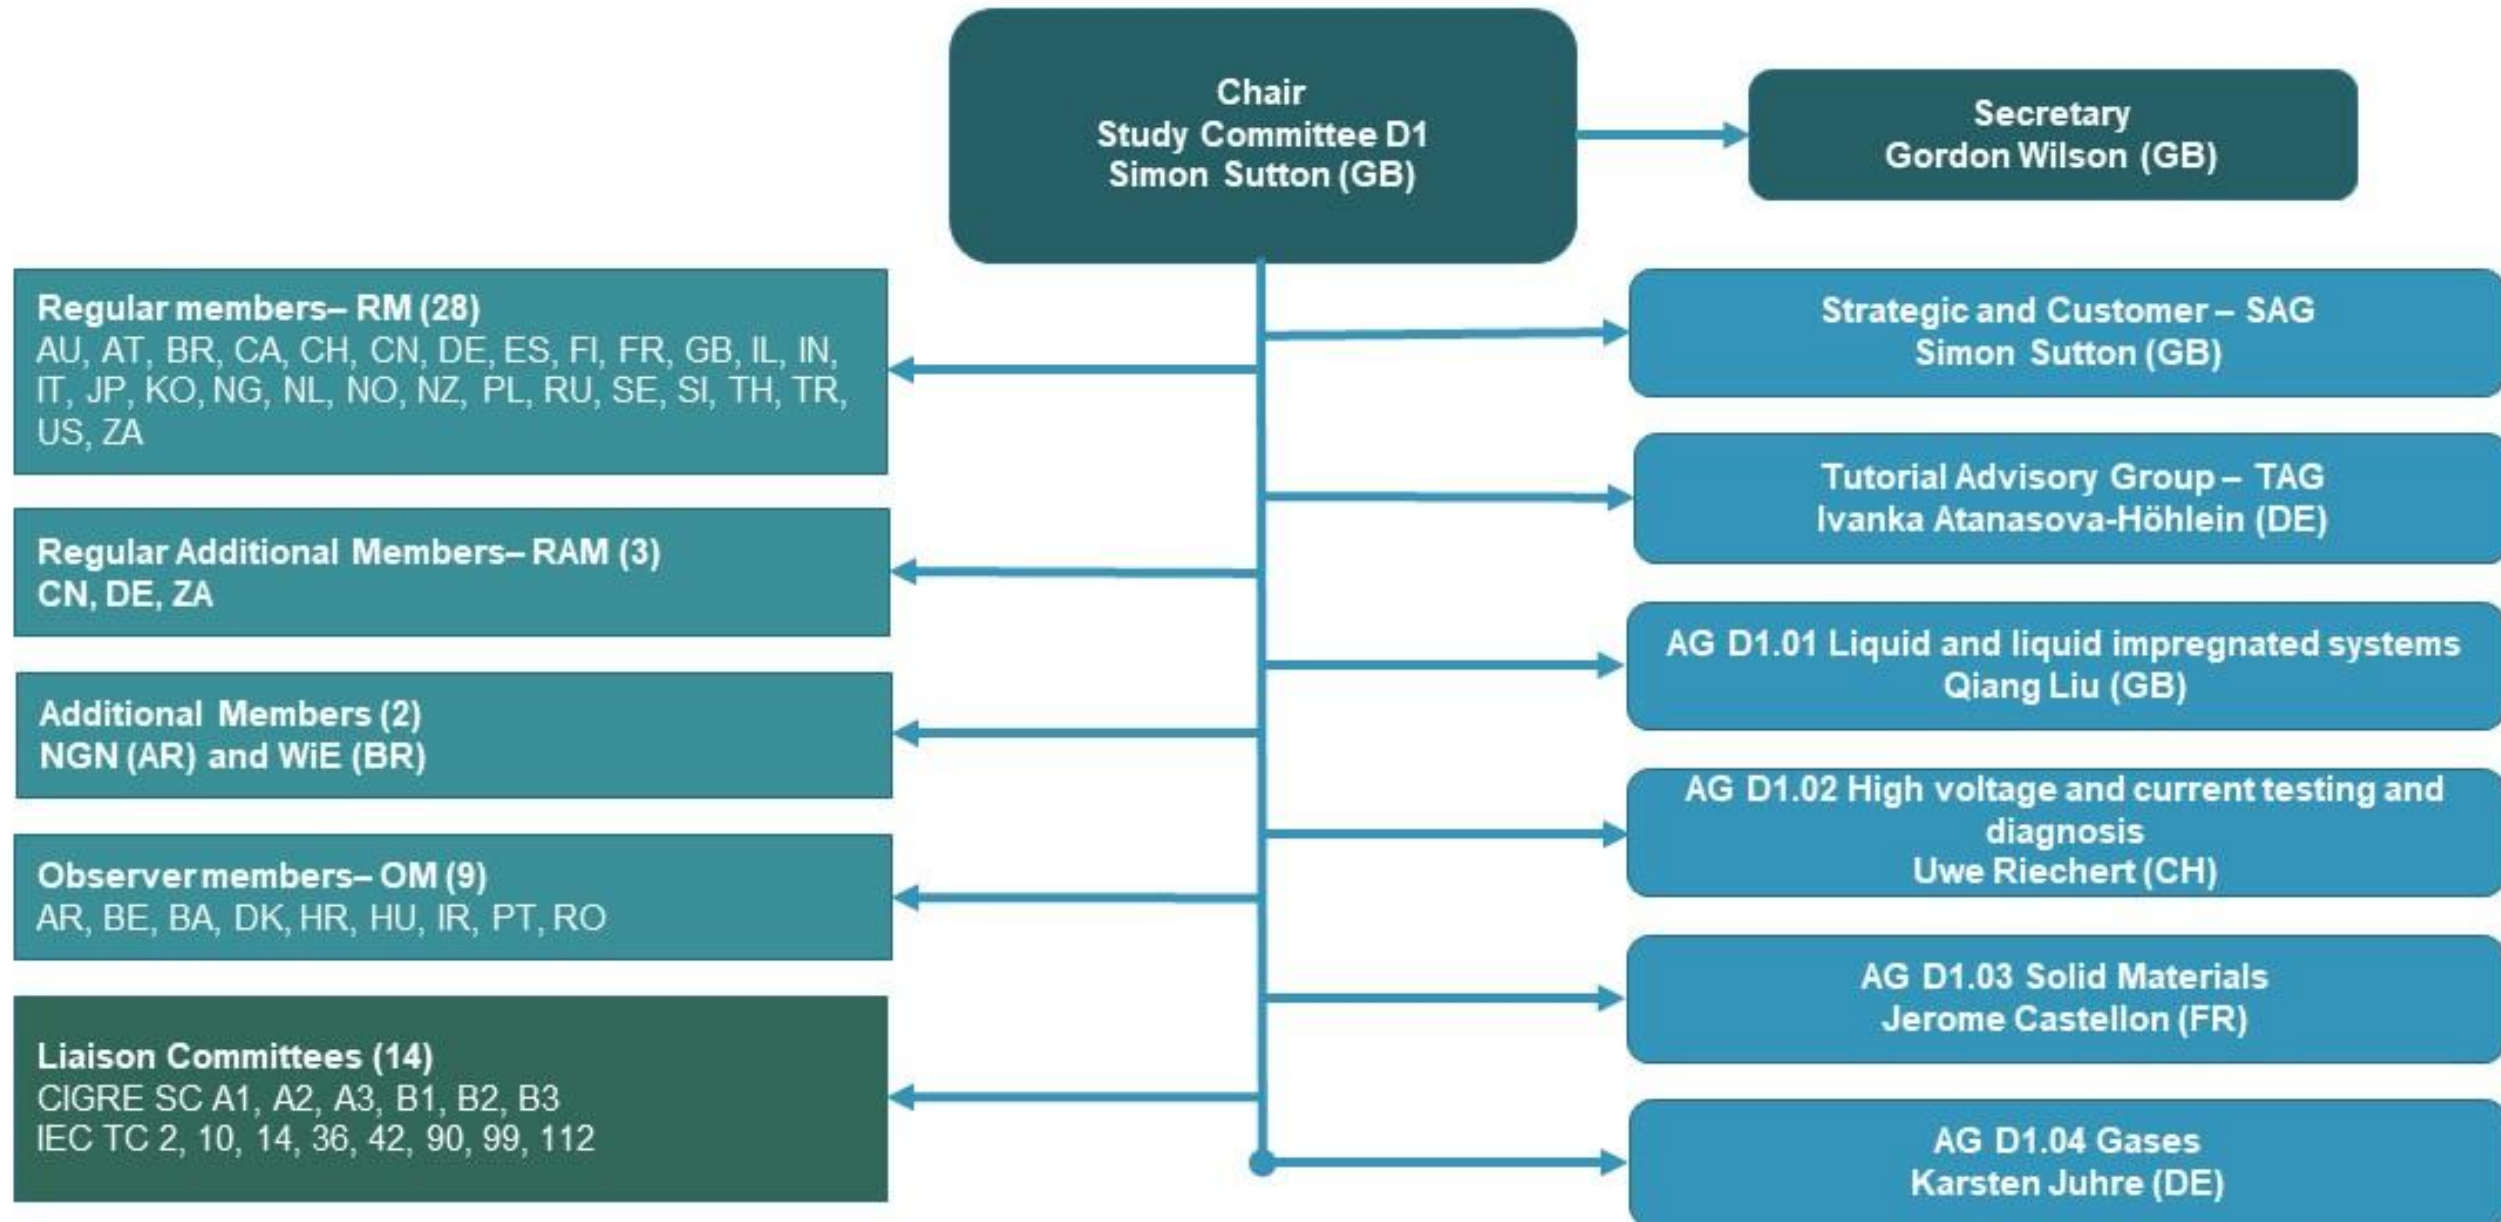 Chair
Study Committee D1
Simon Sutton (GB)
Secretary
Gordon Wilson (GB)
Regular members– RM (28)
AU, AT, BR, CA, CH, CN, DE, ES, FI, FR, GB, IL, IN,
IT, JP, KO, NG, NL, NO, NZ, PL, RU, SE, SI, TH, TR,
US, ZA
Regular Additional Members– RAM (3)
CN, DE, ZA
Additional Members (2)
NGN (AR) and WiE (BR)
Observer members– OM (9)
AR, BE, BA, DK, HR, HU, IR, PT, RO
Liaison Committees (14)
CIGRE SC A1, A2, A3, B1, B2, B3
IEC TC 2, 10, 14, 36, 42, 90, 99, 112
Strategic and Customer – SAG
Simon Sutton (GB)
Tutorial Advisory Group – TAG
Ivanka Atanasova-Höhlein (DE)
AG D1.01 Liquid and liquid impregnated systems
Qiang Liu (GB)
AG D1.02 High voltage and current testing and
diagnosis
Uwe Riechert (CH)
AG D1.03 Solid Materials
Jerome Castellon (FR)
AG D1.04 Gases
Karsten Juhre (DE)